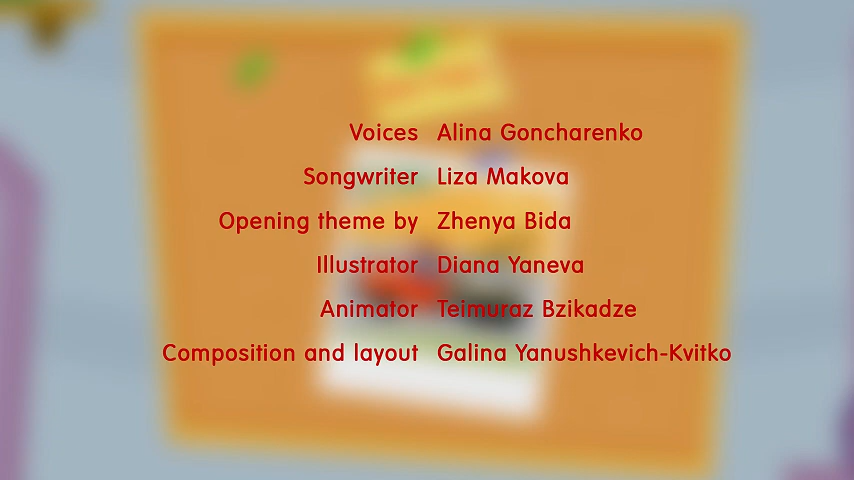 Voices Alina Goncharenko
Songwriter Liza Makova
Opening theme by Zhenya Bida
Illustrator Diana Yaneva
Animator Teimuraz Bzikadze
Composition and layout Galina Yanushkevich-Kvitko